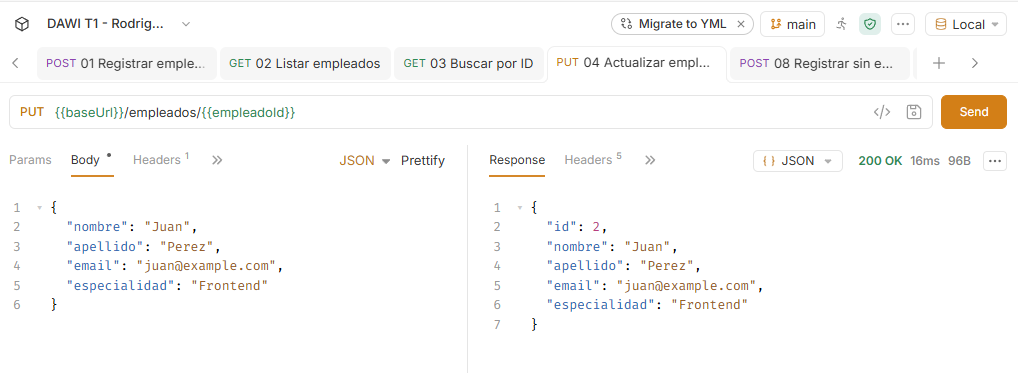 DAWI T1 - Rodrig...
Migrate to YML
main
Local
POST 01 Registrar emple...
GET 02 Listar empleados
GET 03 Buscar por ID
PUT 04 Actualizar empl...
POST 08 Registrar sin e...
PUT {{baseUrl}}/empleados/{{empleadoId}}
</>
Send
Params
Body
Headers 1
JSON
Prettify
1 {
2 "nombre": "Juan",
3 "apellido": "Perez",
4 "email": "juan@example.com",
5 "especialidad": "Frontend"
6 }
Response
Headers 5
{ } JSON
200 OK 16ms 96B
1 {
2 "id": 2,
3 "nombre": "Juan",
4 "apellido": "Perez",
5 "email": "juan@example.com",
6 "especialidad": "Frontend"
7 }